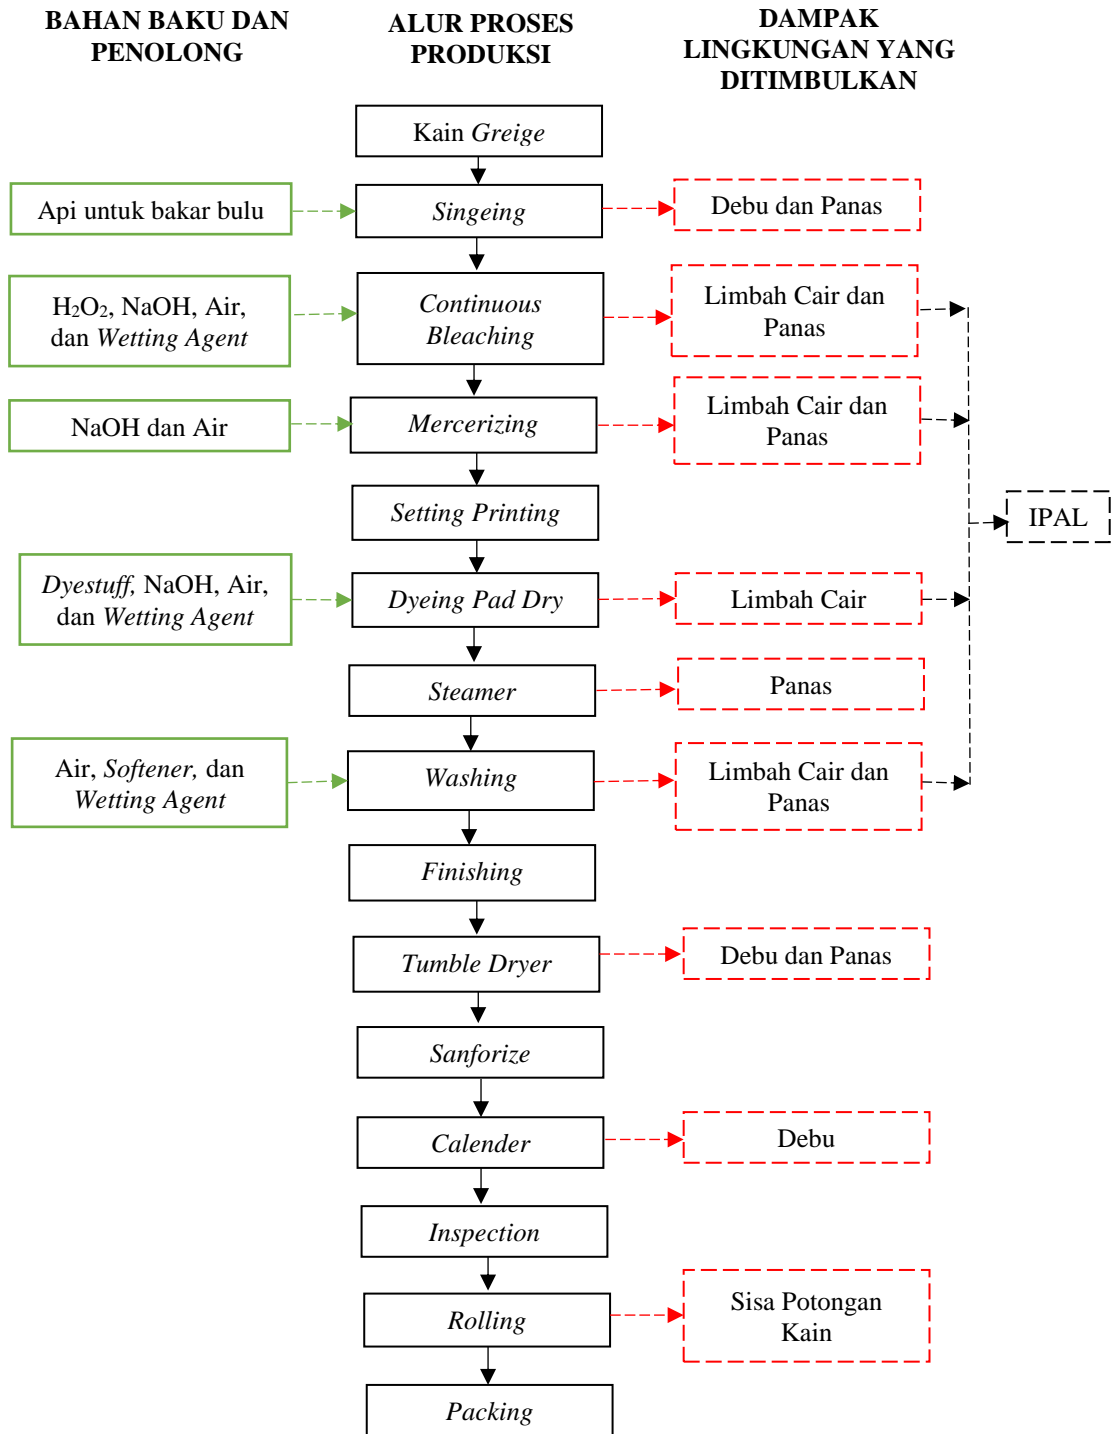 BAHAN BAKU DAN
PENOLONG
ALUR PROSES
PRODUKSI
DAMPAK
LINGKUNGAN YANG
DITIMBULKAN
Kain Greige
Api untuk bakar bulu
Singeing
Debu dan Panas
H₂O₂, NaOH, Air,
dan Wetting Agent
Continuous
Bleaching
Limbah Cair dan
Panas
NaOH dan Air
Mercerizing
Limbah Cair dan
Panas
Setting Printing
IPAL
Dyestuff, NaOH, Air,
dan Wetting Agent
Dyeing Pad Dry
Limbah Cair
Steamer
Panas
Air, Softener, dan
Wetting Agent
Washing
Limbah Cair dan
Panas
Finishing
Tumble Dryer
Debu dan Panas
Sanforize
Calender
Debu
Inspection
Rolling
Sisa Potongan
Kain
Packing